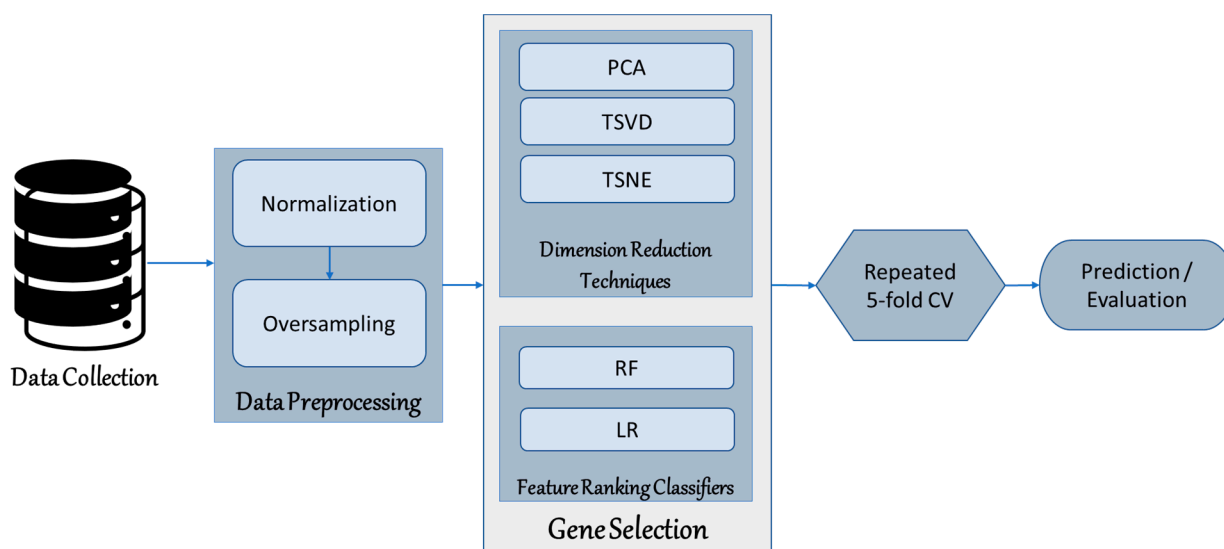 Data Collection
Normalization
Oversampling
Data Preprocessing
PCA
TSVD
TSNE
Dimension Reduction
Techniques
RF
LR
Feature Ranking Classifiers
Gene Selection
Repeated
5-fold CV
Prediction /
Evaluation